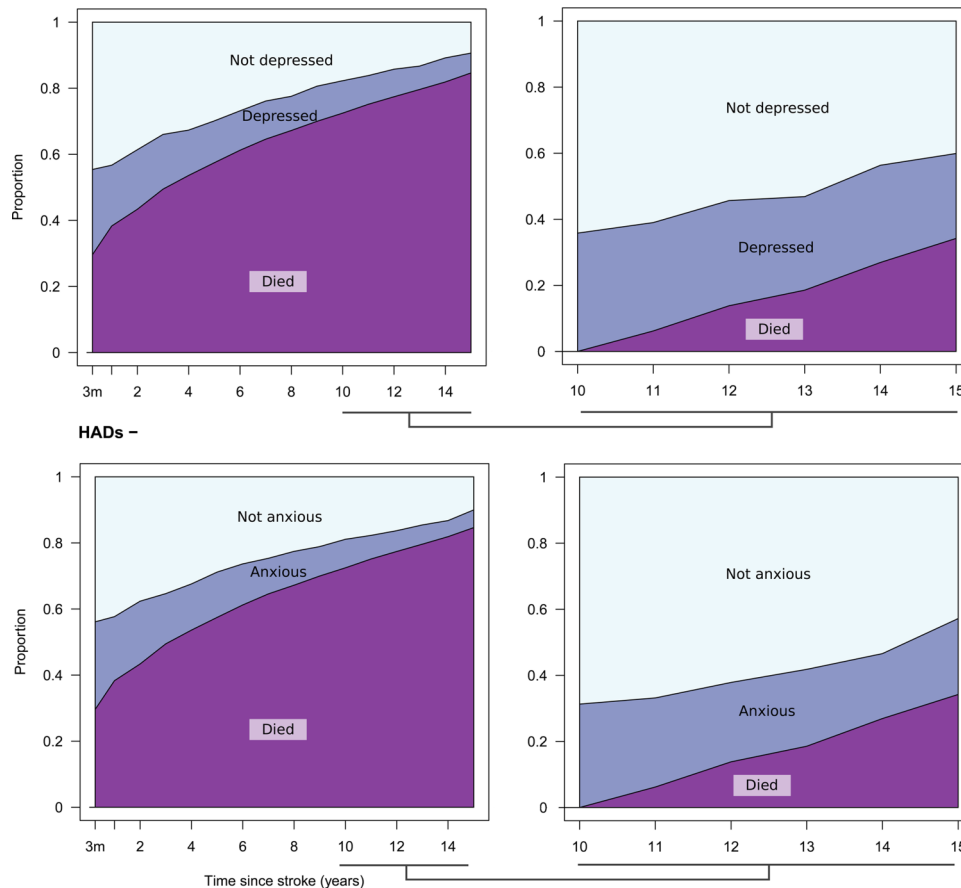 1
0.8
0.6
0.4
0.2
0
Proportion
Not depressed
Depressed
Died
3m 2 4 6 8 10 12 14
1
0.8
0.6
0.4
0.2
0
Not depressed
Depressed
Died
10 11 12 13 14 15
HADs –
1
0.8
0.6
0.4
0.2
0
Proportion
Not anxious
Anxious
Died
3m 2 4 6 8 10 12 14
Time since stroke (years)
1
0.8
0.6
0.4
0.2
0
Not anxious
Anxious
Died
10 11 12 13 14 15